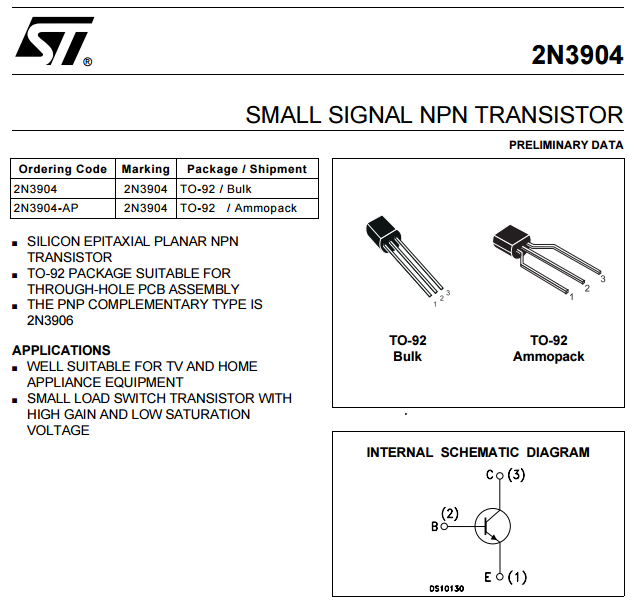 ST®
2N3904
SMALL SIGNAL NPN TRANSISTOR
PRELIMINARY DATA
Ordering Code Marking Package / Shipment
2N3904 2N3904 TO-92 / Bulk
2N3904-AP 2N3904 TO-92 / Ammopack
■ SILICON EPITAXIAL PLANAR NPN
TRANSISTOR
■ TO-92 PACKAGE SUITABLE FOR
THROUGH-HOLE PCB ASSEMBLY
■ THE PNP COMPLEMENTARY TYPE IS
2N3906
APPLICATIONS
■ WELL SUITABLE FOR TV AND HOME
APPLIANCE EQUIPMENT
■ SMALL LOAD SWITCH TRANSISTOR WITH
HIGH GAIN AND LOW SATURATION
VOLTAGE
1 2 3
1 2 3
TO-92 TO-92
Bulk Ammopack
INTERNAL SCHEMATIC DIAGRAM
C (3)
(2)
B
E (1)
DS10130